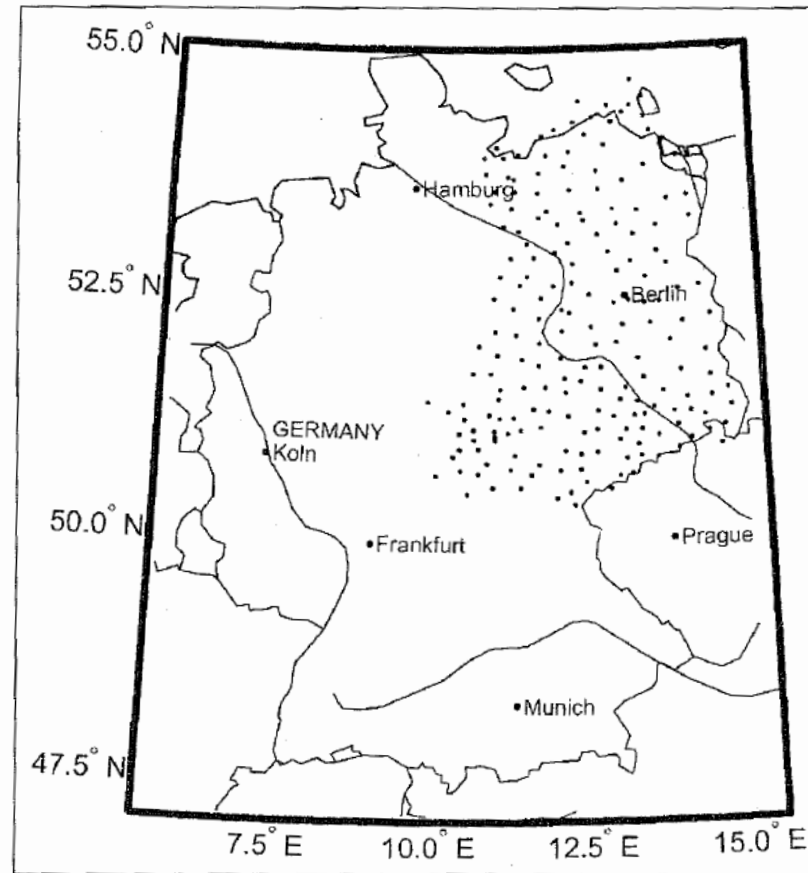 55.0° N
Hamburg
52.5° N
Berlin
GERMANY
Koln
50.0° N
Frankfurt
Prague
Munich
47.5° N
7.5° E 10.0° E 12.5° E 15.0° E